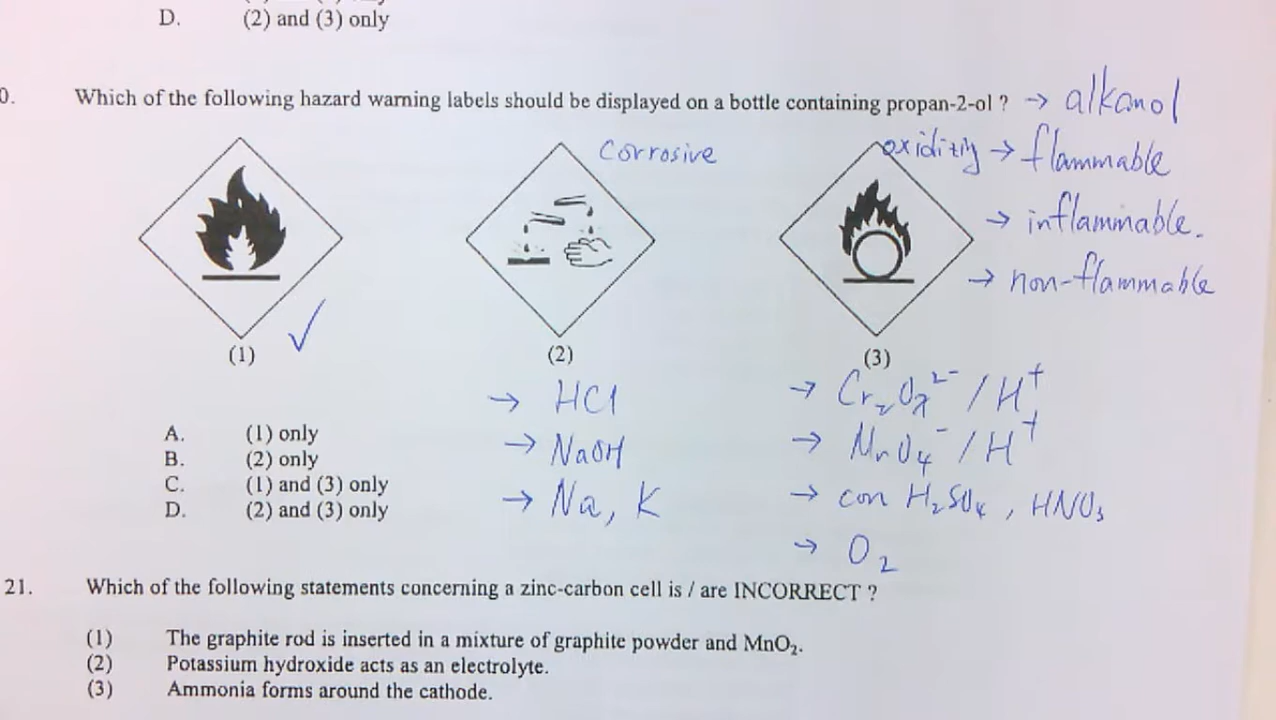 D. (2) and (3) only
0. Which of the following hazard warning labels should be displayed on a bottle containing propan-2-ol ? → alkanol
Corrosive
oxidizing → flammable
→ inflammable.
→ non-flammable
(1) ✓ (2) (3)
→ HCl
→ NaOH
→ Na, K
→ Cr₂O₇²⁻ / H⁺
→ MnO₄⁻ / H⁺
→ con H₂SO₄ , HNO₃
→ O₂
A. (1) only
B. (2) only
C. (1) and (3) only
D. (2) and (3) only
21. Which of the following statements concerning a zinc-carbon cell is / are INCORRECT ?
(1) The graphite rod is inserted in a mixture of graphite powder and MnO₂.
(2) Potassium hydroxide acts as an electrolyte.
(3) Ammonia forms around the cathode.